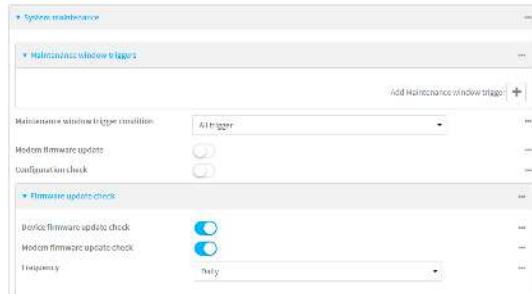 System maintenance
Maintenance window triggers
Add Maintenance window trigger
Maintenance window trigger condition
All trigger
Modem firmware update
Configuration check
Firmware update check
Device firmware update check
Modem firmware update check
Frequency
Daily